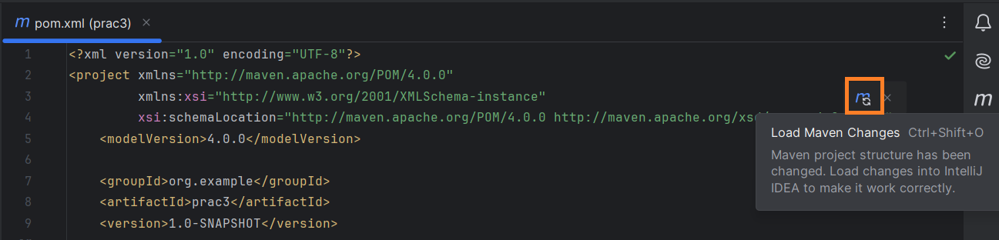 m pom.xml (prac3) ×
1 <?xml version="1.0" encoding="UTF-8"?>
2 <project xmlns="http://maven.apache.org/POM/4.0.0"
3 xmlns:xsi="http://www.w3.org/2001/XMLSchema-instance"
4 xsi:schemaLocation="http://maven.apache.org/POM/4.0.0 http://maven.apache.org/xsd/
5 <modelVersion>4.0.0</modelVersion>
6
7 <groupId>org.example</groupId>
8 <artifactId>prac3</artifactId>
9 <version>1.0-SNAPSHOT</version>
m ×
m
Load Maven Changes Ctrl+Shift+O
Maven project structure has been
changed. Load changes into IntelliJ
IDEA to make it work correctly.